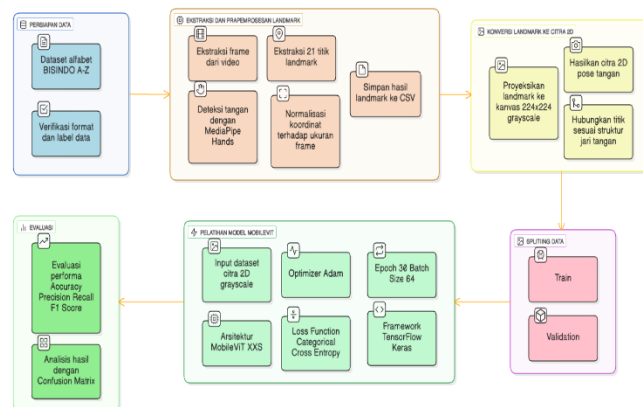 PERSIAPAN DATA
Dataset alfabet
BISINDO A-Z
Verifikasi format
dan label data
EKSTRAKSI DAN PRAPEMROSESAN LANDMARK
Ekstraksi frame
dari video
Ekstraksi 21 titik
landmark
Deteksi tangan
dengan
MediaPipe
Hands
Normalisasi
koordinat
terhadap ukuran
frame
Simpan hasil
landmark ke CSV
KONVERSI LANDMARK KE CITRA 2D
Proyeksikan
landmark ke
kanvas 224x224
grayscale
Hasilkan citra 2D
pose tangan
Hubungkan titik
sesuai struktur
jari tangan
EVALUASI
Evaluasi
performa
Accuracy
Precision Recall
F1 Score
Analisis hasil
dengan
Confusion Matrix
PELATIHAN MODEL MOBILEVIT
Input dataset
citra 2D
grayscale
Optimizer Adam
Epoch 30 Batch
Size 64
Arsitektur
MobileViT XXS
Loss Function
Categorical
Cross Entropy
Framework
TensorFlow
Keras
SPLITING DATA
Train
Validation